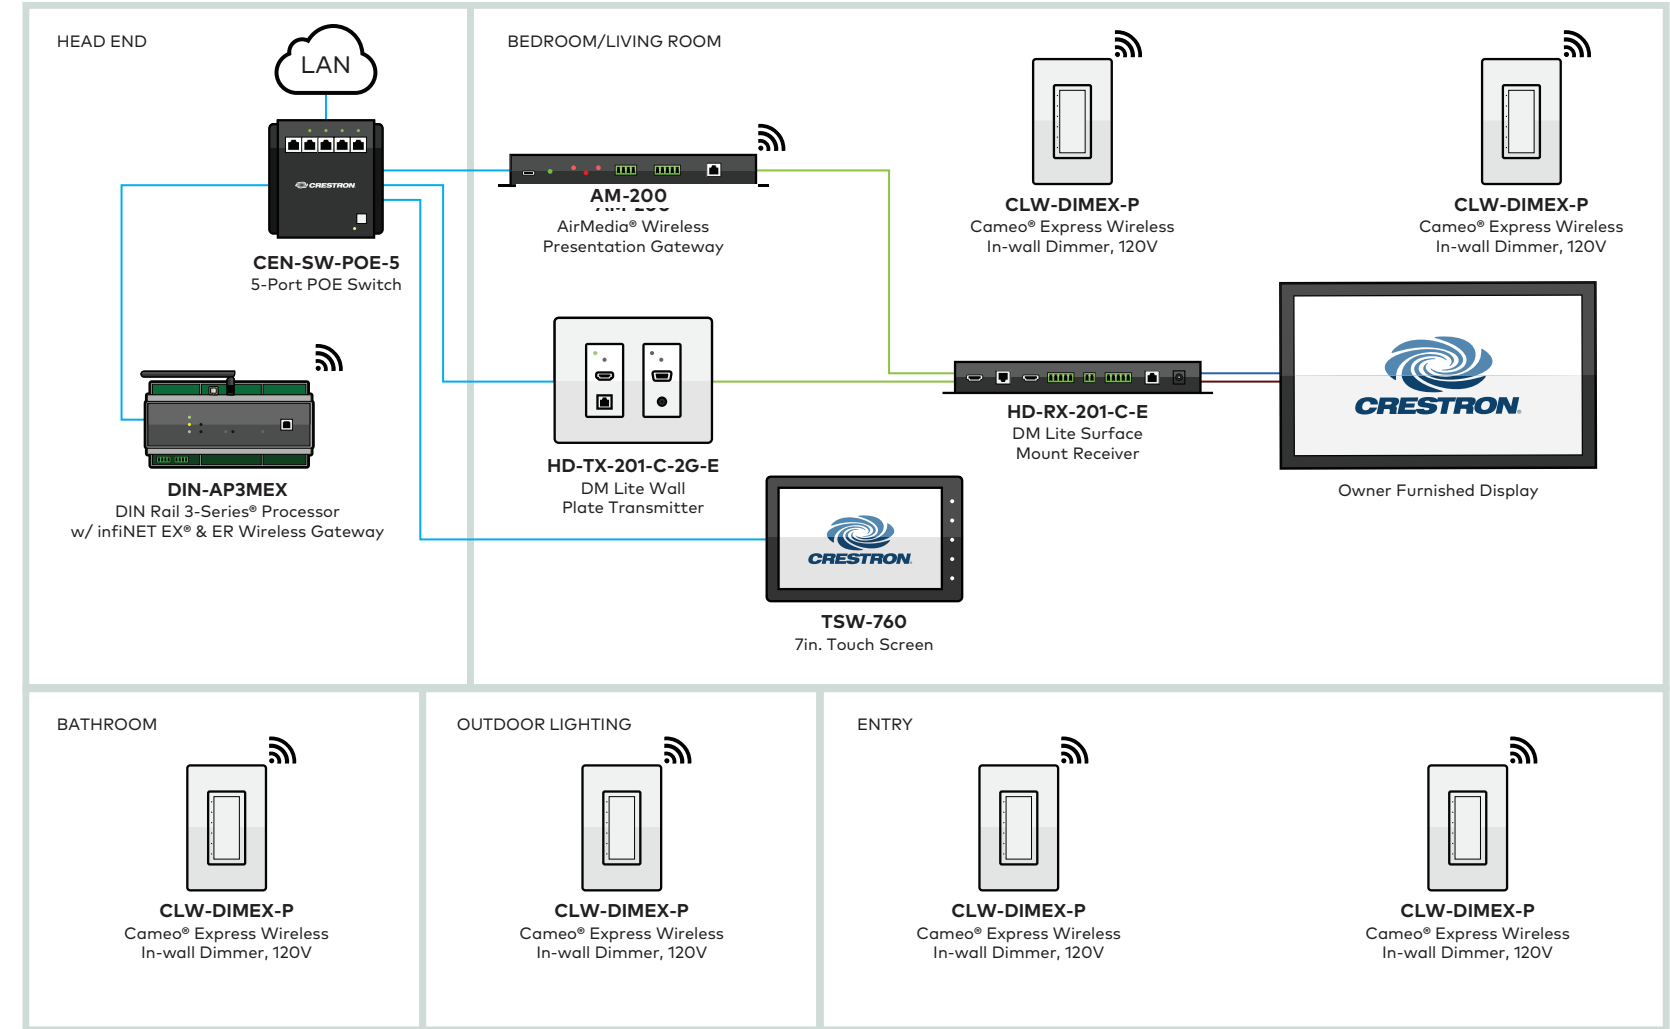 HEAD END
LAN
CRESTRON
CEN-SW-POE-5
5-Port POE Switch
DIN-AP3MEX
DIN Rail 3-Series® Processor
w/ infiNET EX® & ER Wireless Gateway
BEDROOM/LIVING ROOM
AM-200
AM-200
AirMedia® Wireless
Presentation Gateway
CLW-DIMEX-P
Cameo® Express Wireless
In-wall Dimmer, 120V
CLW-DIMEX-P
Cameo® Express Wireless
In-wall Dimmer, 120V
HD-TX-201-C-2G-E
DM Lite Wall
Plate Transmitter
HD-RX-201-C-E
DM Lite Surface
Mount Receiver
CRESTRON®
Owner Furnished Display
CRESTRON
TSW-760
7in. Touch Screen
BATHROOM
CLW-DIMEX-P
Cameo® Express Wireless
In-wall Dimmer, 120V
OUTDOOR LIGHTING
CLW-DIMEX-P
Cameo® Express Wireless
In-wall Dimmer, 120V
ENTRY
CLW-DIMEX-P
Cameo® Express Wireless
In-wall Dimmer, 120V
CLW-DIMEX-P
Cameo® Express Wireless
In-wall Dimmer, 120V